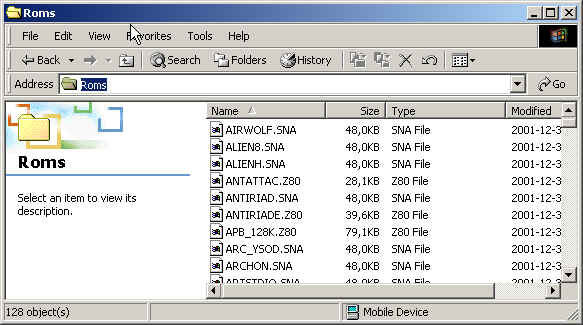 Roms
File Edit View Favorites Tools Help
Back Search Folders History
Address Roms Go
Name Size Type Modified
Roms
Select an item to view its
description.
AIRWOLF.SNA 48,0KB SNA File 2001-12-3
ALIEN8.SNA 48,0KB SNA File 2001-12-3
ALIENH.SNA 48,0KB SNA File 2001-12-3
ANTATTAC.Z80 28,1KB Z80 File 2001-12-3
ANTIRIAD.SNA 48,0KB SNA File 2001-12-3
ANTIRIADE.Z80 39,6KB Z80 File 2001-12-3
APB_128K.Z80 79,1KB Z80 File 2001-12-3
ARC_YSOD.SNA 48,0KB SNA File 2001-12-3
ARCHON.SNA 48,0KB SNA File 2001-12-3
ARTSTDIO.SNA 48,0KB SNA File 2001-12-3
128 object(s) Mobile Device